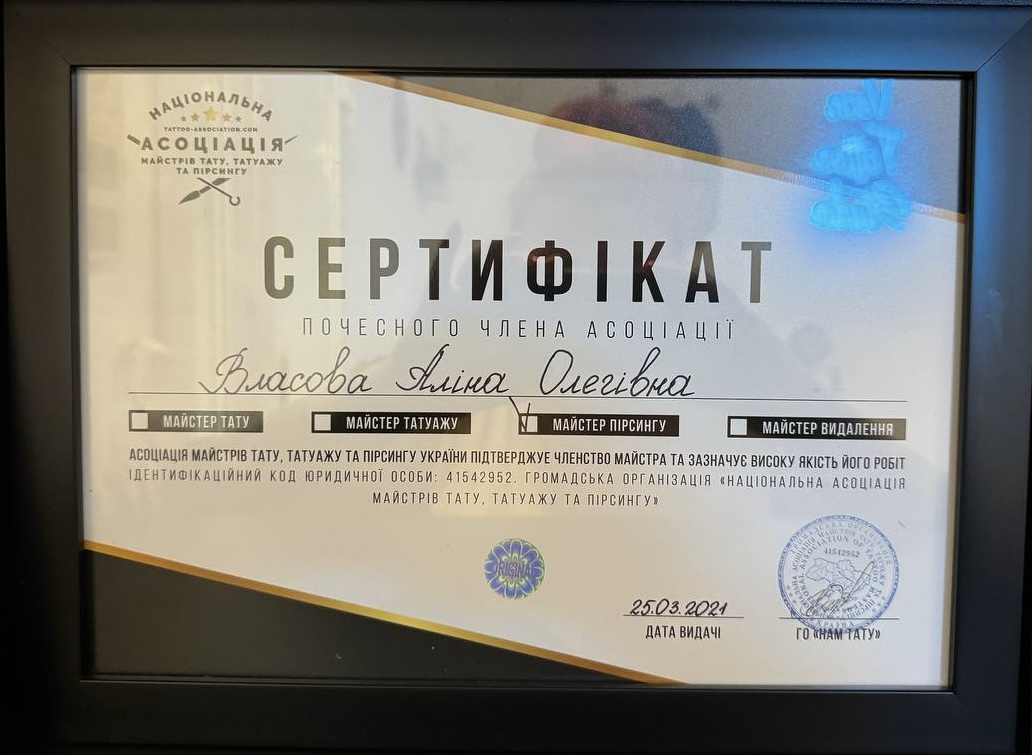 НАЦІОНАЛЬНА
TATTOO-ASSOCIATION.COM
АСОЦІАЦІЯ
МАЙСТРІВ ТАТУ, ТАТУАЖУ
ТА ПІРСИНГУ
СЕРТИФІКАТ
ПОЧЕСНОГО ЧЛЕНА АСОЦІАЦІЇ
Власова Аліна Олегівна
МАЙСТЕР ТАТУ МАЙСТЕР ТАТУАЖУ МАЙСТЕР ПІРСИНГУ МАЙСТЕР ВИДАЛЕННЯ
АСОЦІАЦІЯ МАЙСТРІВ ТАТУ, ТАТУАЖУ ТА ПІРСИНГУ УКРАЇНИ ПІДТВЕРДЖУЄ ЧЛЕНСТВО МАЙСТРА ТА ЗАЗНАЧУЄ ВИСОКУ ЯКІСТЬ ЙОГО РОБІТ
ІДЕНТИФІКАЦІЙНИЙ КОД ЮРИДИЧНОЇ ОСОБИ: 41542952. ГРОМАДСЬКА ОРГАНІЗАЦІЯ «НАЦІОНАЛЬНА АСОЦІАЦІЯ
МАЙСТРІВ ТАТУ, ТАТУАЖУ ТА ПІРСИНГУ»
ORIGINAL
41542952
25.03.2021
ДАТА ВИДАЧІ
ГО «НАМ ТАТУ»